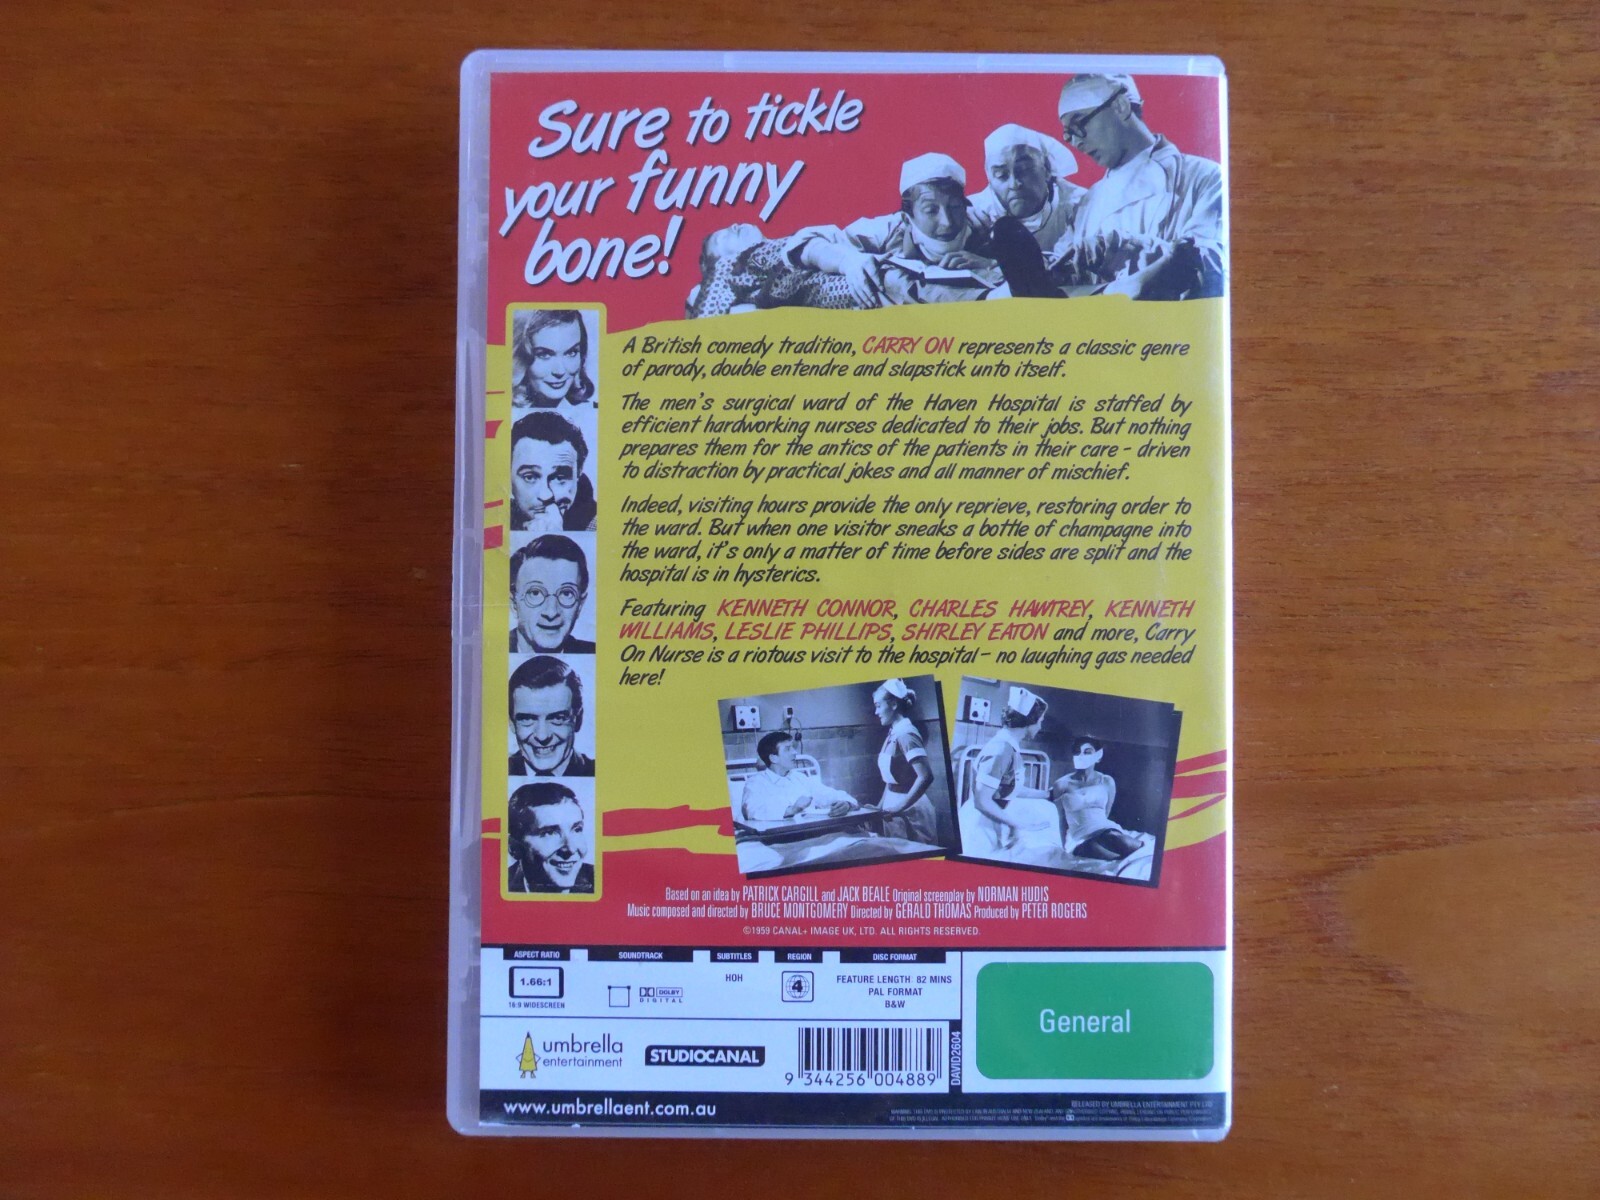 Sure to tickle
your funny
bone!
A British comedy tradition, CARRY ON represents a classic genre
of parody, double entendre and slapstick unto itself.
The men's surgical ward of the Haven Hospital is staffed by
efficient hardworking nurses dedicated to their jobs. But nothing
prepares them for the antics of the patients in their care - driven
to distraction by practical jokes and all manner of mischief.
Indeed, visiting hours provide the only reprieve, restoring order to
the ward. But when one visitor sneaks a bottle of champagne into
the ward, it's only a matter of time before sides are split and the
hospital is in hysterics.
Featuring KENNETH CONNOR, CHARLES HAWTREY, KENNETH
WILLIAMS, LESLIE PHILLIPS, SHIRLEY EATON and more, Carry
On Nurse is a riotous visit to the hospital – no laughing gas needed
here!
Based on an idea by PATRICK CARGILL and JACK BEALE Original screenplay by NORMAN HUDIS
Music composed and directed by BRUCE MONTGOMERY Directed by GERALD THOMAS Produced by PETER ROGERS
©1959 CANAL+ IMAGE UK, LTD. ALL RIGHTS RESERVED.
ASPECT RATIO SOUNDTRACK SUBTITLES REGION DISC FORMAT
1.66:1
16:9 WIDESCREEN
DOLBY
DIGITAL
HOH
4
FEATURE LENGTH 82 MINS
PAL FORMAT
B&W
General
umbrella
entertainment
STUDIOCANAL
9 344256 004889
DAVID2604
www.umbrellaent.com.au
RELEASED BY UMBRELLA ENTERTAINMENT PTY LTD